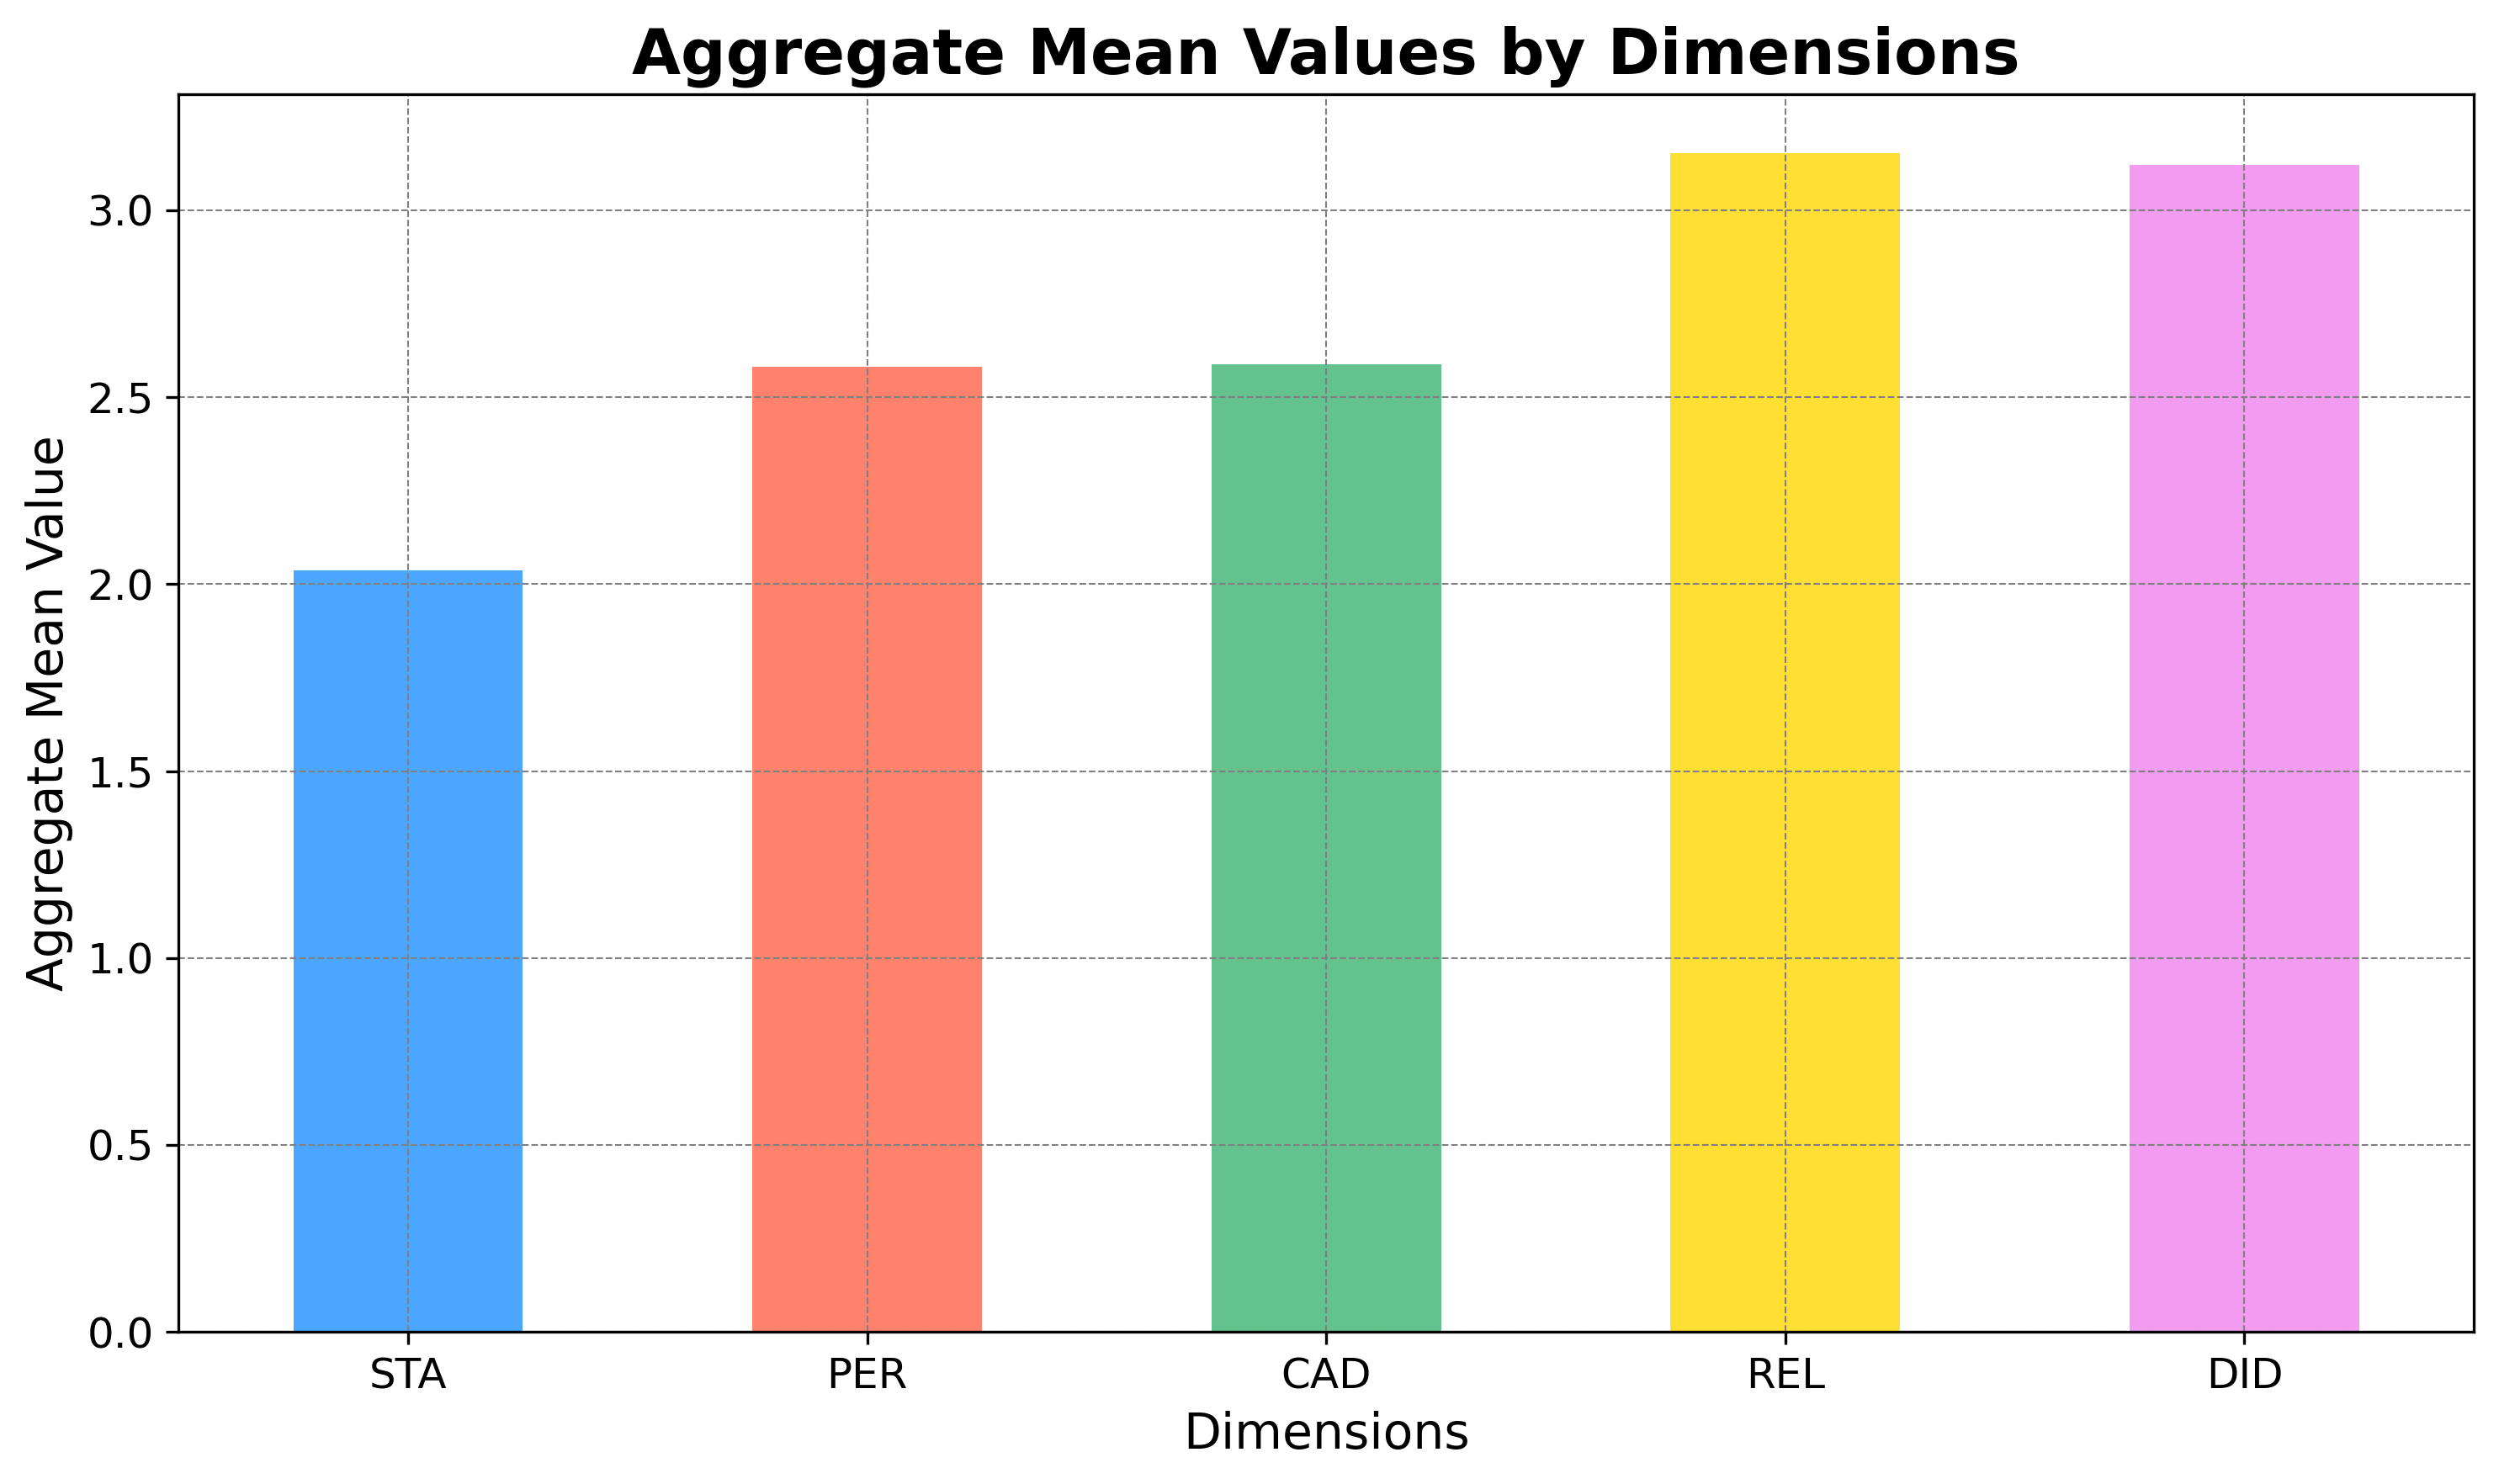 Aggregate Mean Values by Dimensions
Aggregate Mean Value
3.0
2.5
2.0
1.5
1.0
0.5
0.0
STA PER CAD REL DID
Dimensions